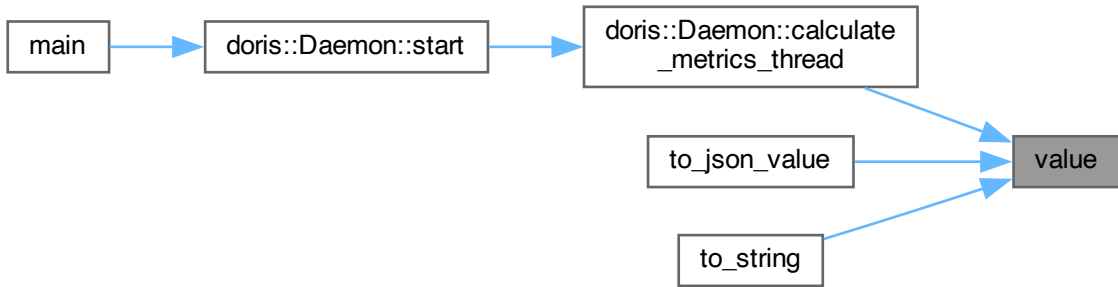 main
doris::Daemon::start
doris::Daemon::calculate
_metrics_thread
to_json_value
value
to_string